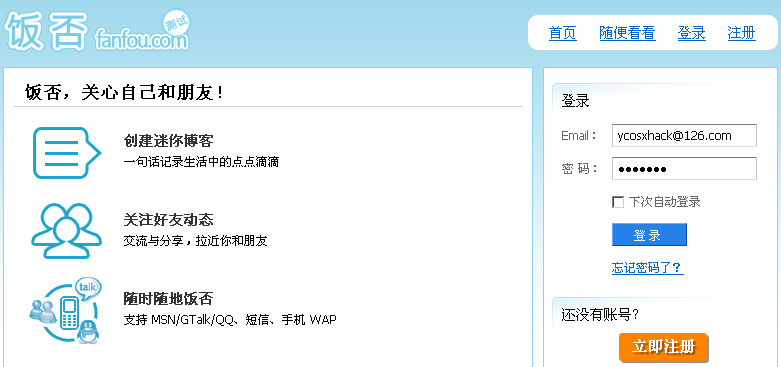 饭否 fanfou.com 测试
首页 随便看看 登录 注册
饭否，关心自己和朋友！
创建迷你博客
一句话记录生活中的点点滴滴
关注好友动态
交流与分享，拉近你和朋友
talk
随时随地饭否
支持 MSN/GTalk/QQ、短信、手机 WAP
登录
Email： ycosxhack@126.com
密 码： ●●●●●●●
下次自动登录
登 录
忘记密码了？
还没有账号？
立即注册